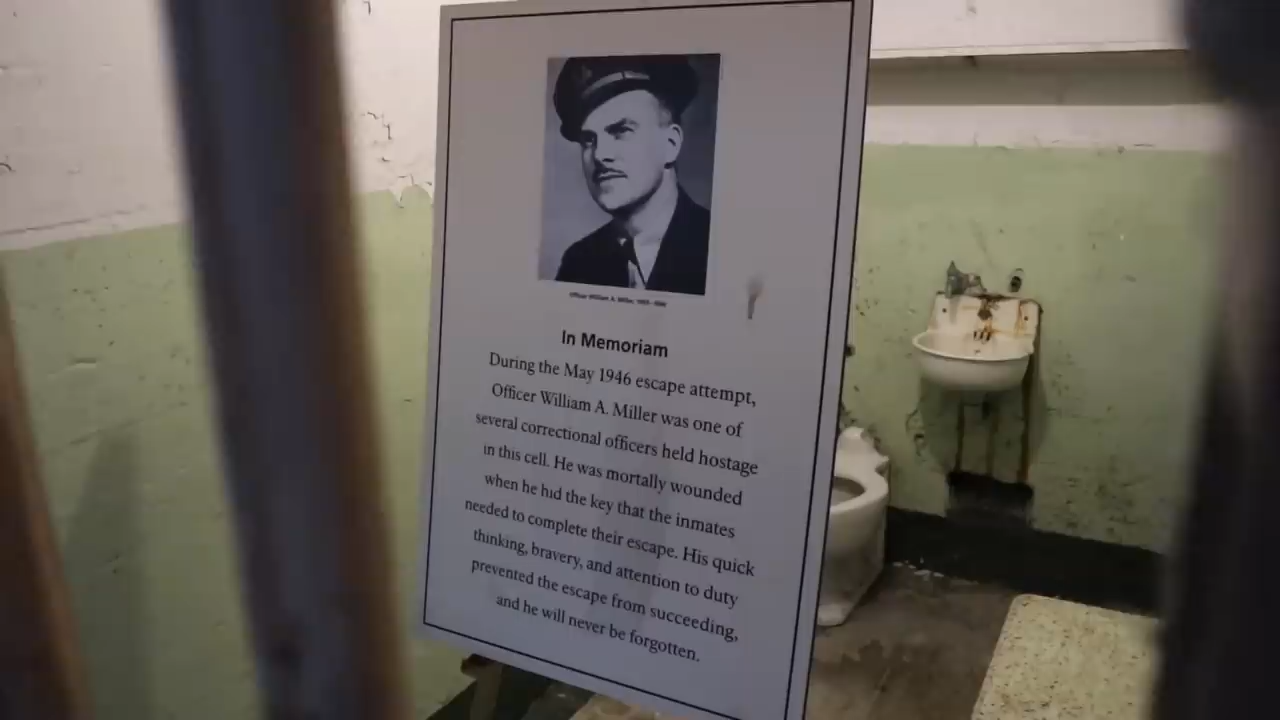 Officer William A. Miller,
In Memoriam
During the May 1946 escape attempt,
Officer William A. Miller was one of
several correctional officers held hostage
in this cell. He was mortally wounded
when he hid the key that the inmates
needed to complete their escape. His quick
thinking, bravery, and attention to duty
prevented the escape from succeeding,
and he will never be forgotten.